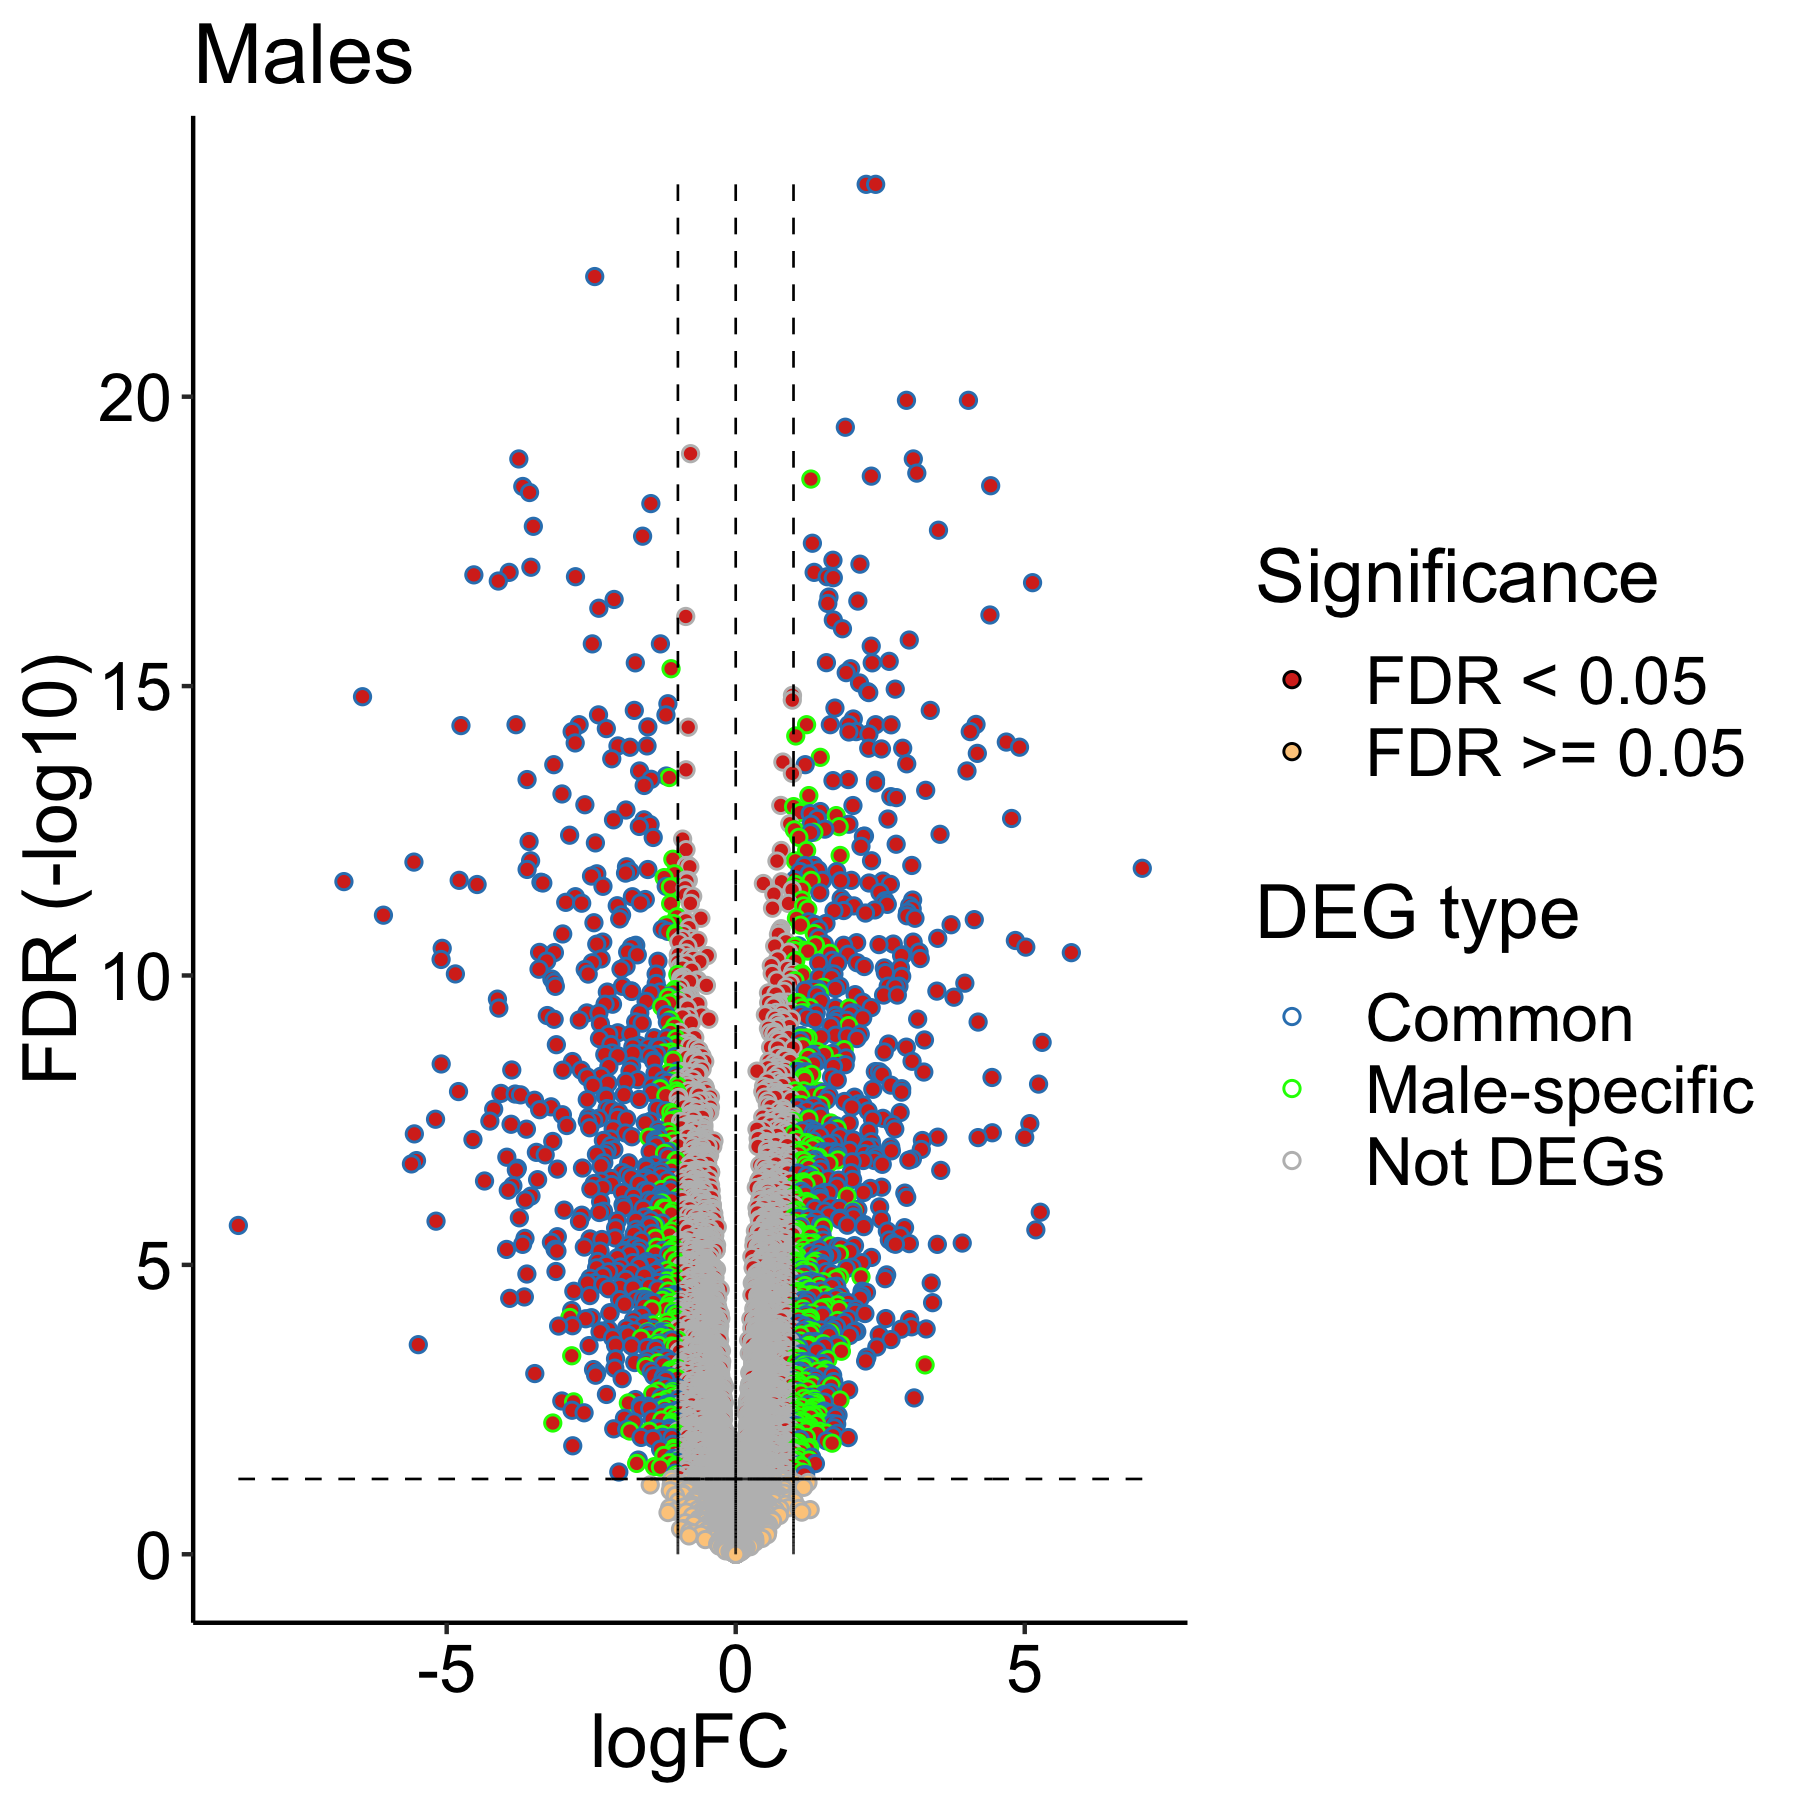 Males
FDR (-log10)
20
15
10
5
0
-5
0
5
logFC
Significance
FDR < 0.05
FDR >= 0.05
DEG type
Common
Male-specific
Not DEGs